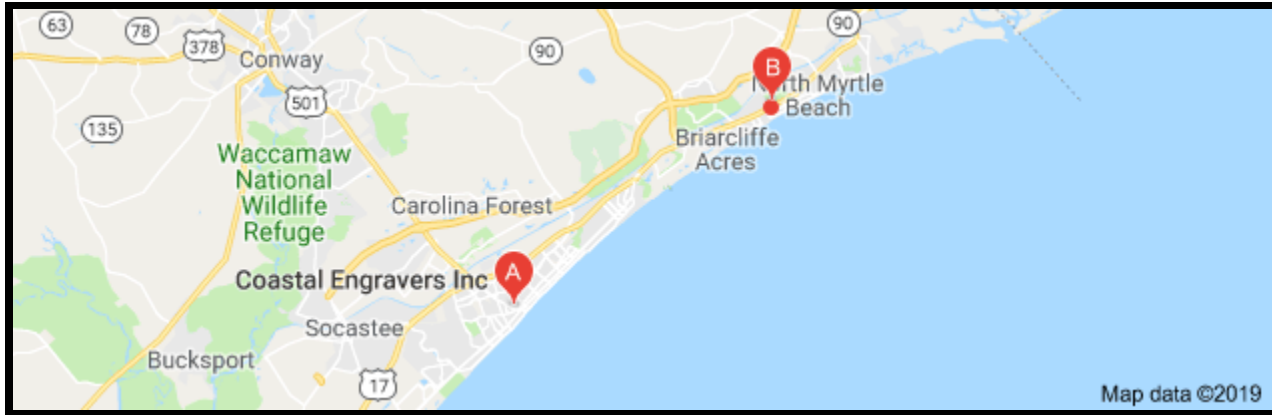 63
78
378
90
90
Conway
B
North Myrtle
Beach
501
135
Briarcliffe
Acres
Waccamaw
National
Wildlife
Refuge
Carolina Forest
Coastal Engravers Inc
A
Socastee
Bucksport
17
Map data ©2019